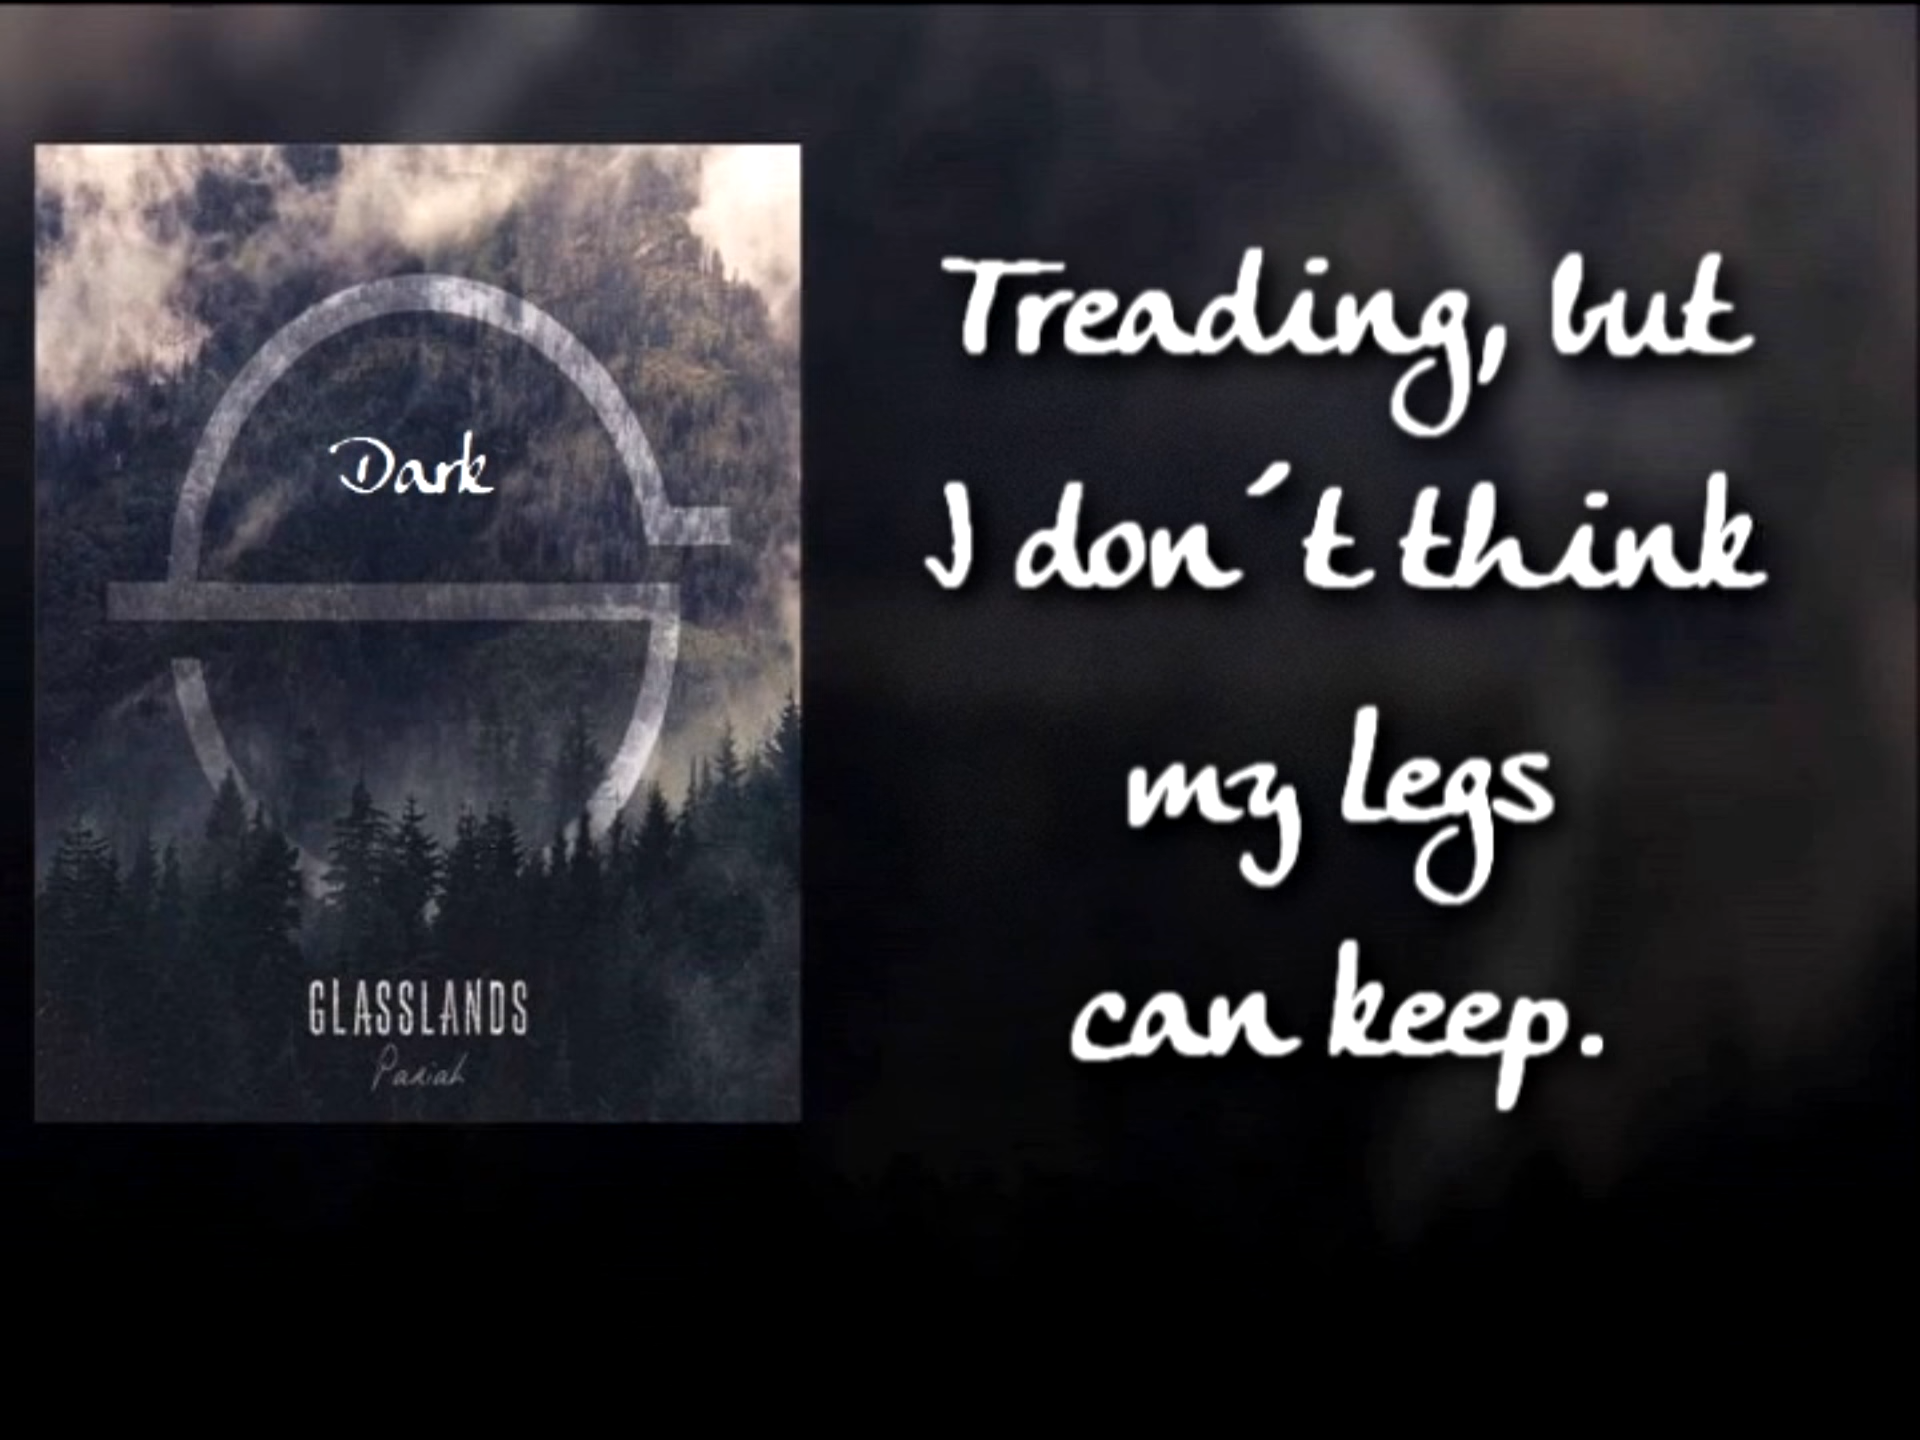 Dark
GLASSLANDS
Pariah
Treading, but
I don´t think
my legs
can keep.